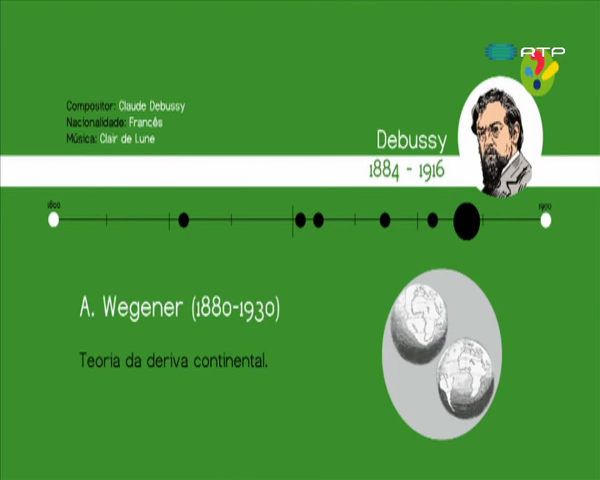 RTP
Compositor: Claude Debussy
Nacionalidade: Francês
Música: Clair de Lune
Debussy
1884 - 1916
1800
1900
A. Wegener (1880-1930)
Teoria da deriva continental.